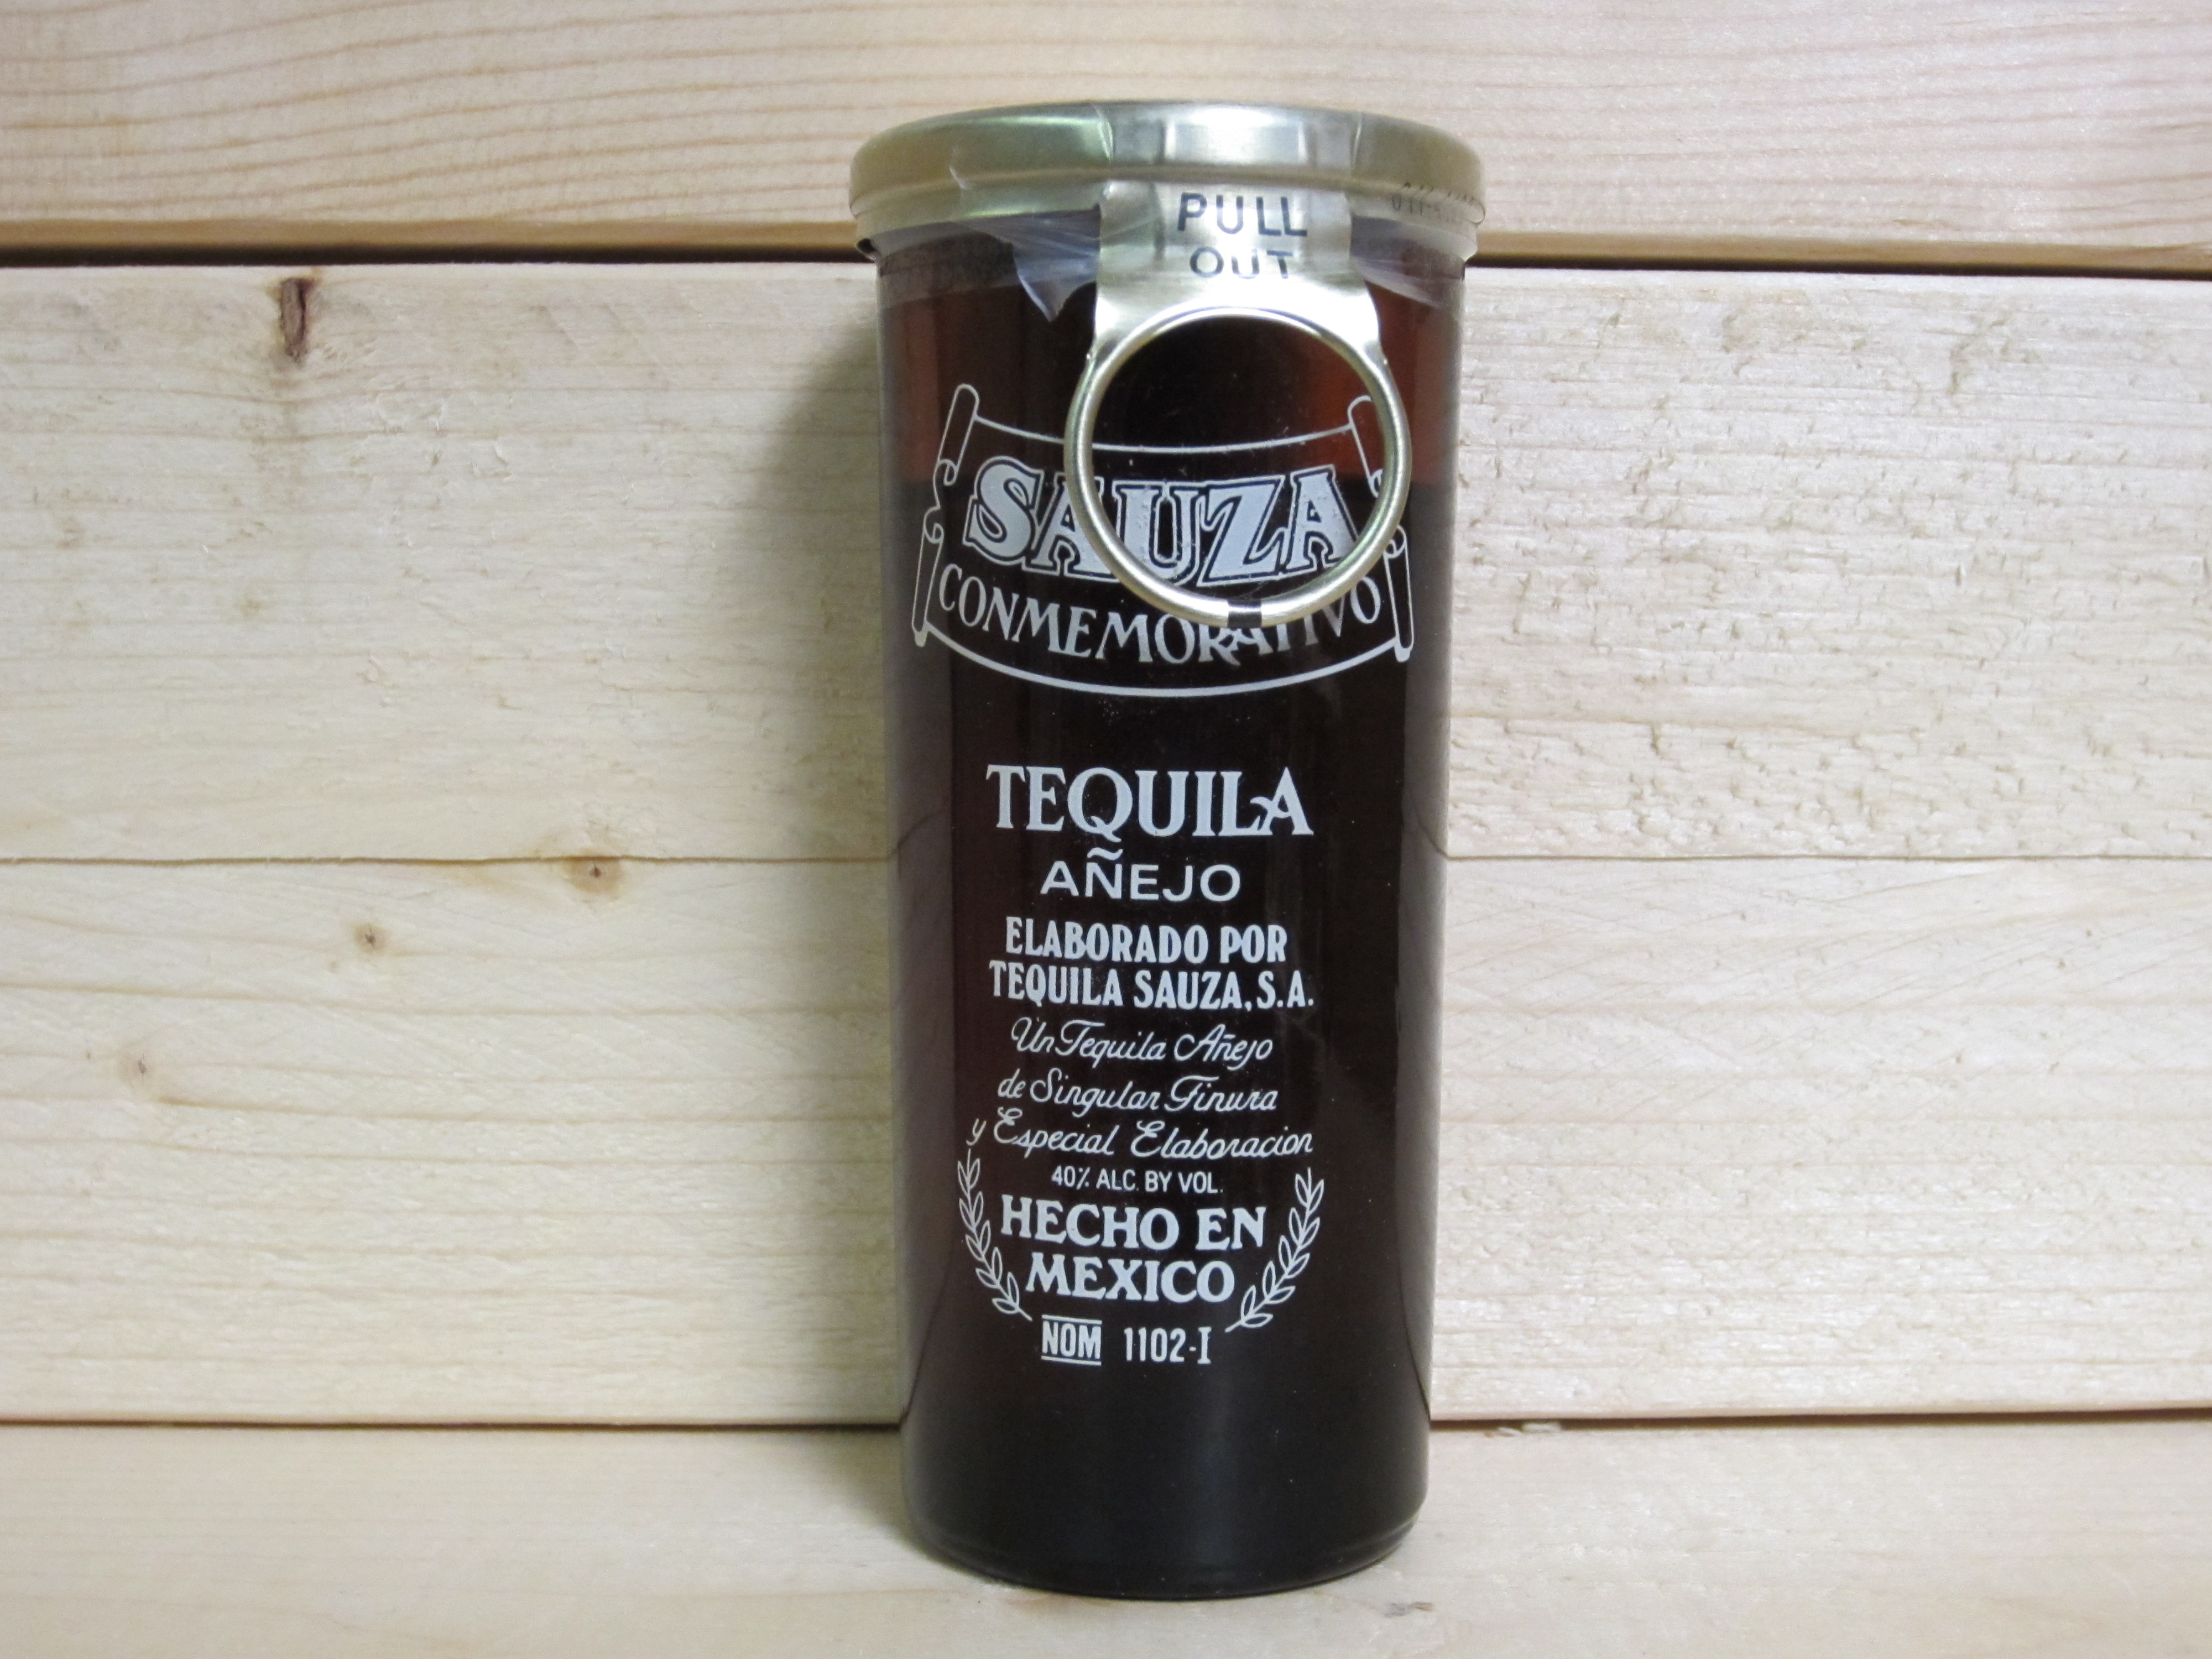 PULL
OUT
SAUZA
CONMEMORATIVO
TEQUILA
AÑEJO
ELABORADO POR
TEQUILA SAUZA, S.A.
Un Tequila Añejo
de Singular Finura
y Especial Elaboracion
40% ALC. BY VOL.
HECHO EN
MEXICO
NOM 1102-I